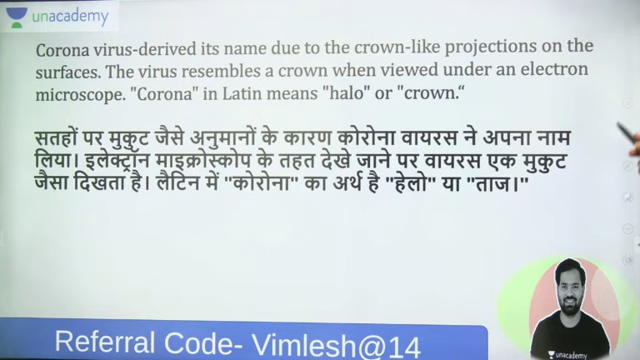 unacademy
Corona virus-derived its name due to the crown-like projections on the
surfaces. The virus resembles a crown when viewed under an electron
microscope. "Corona" in Latin means "halo" or "crown.“
सतहों पर मुकुट जैसे अनुमानों के कारण कोरोना वायरस ने अपना नाम
लिया। इलेक्ट्रॉन माइक्रोस्कोप के तहत देखे जाने पर वायरस एक मुकुट
जैसा दिखता है। लैटिन में "कोरोना" का अर्थ है "हेलो" या "ताज।"
Referral Code- Vimlesh@14
unacademy